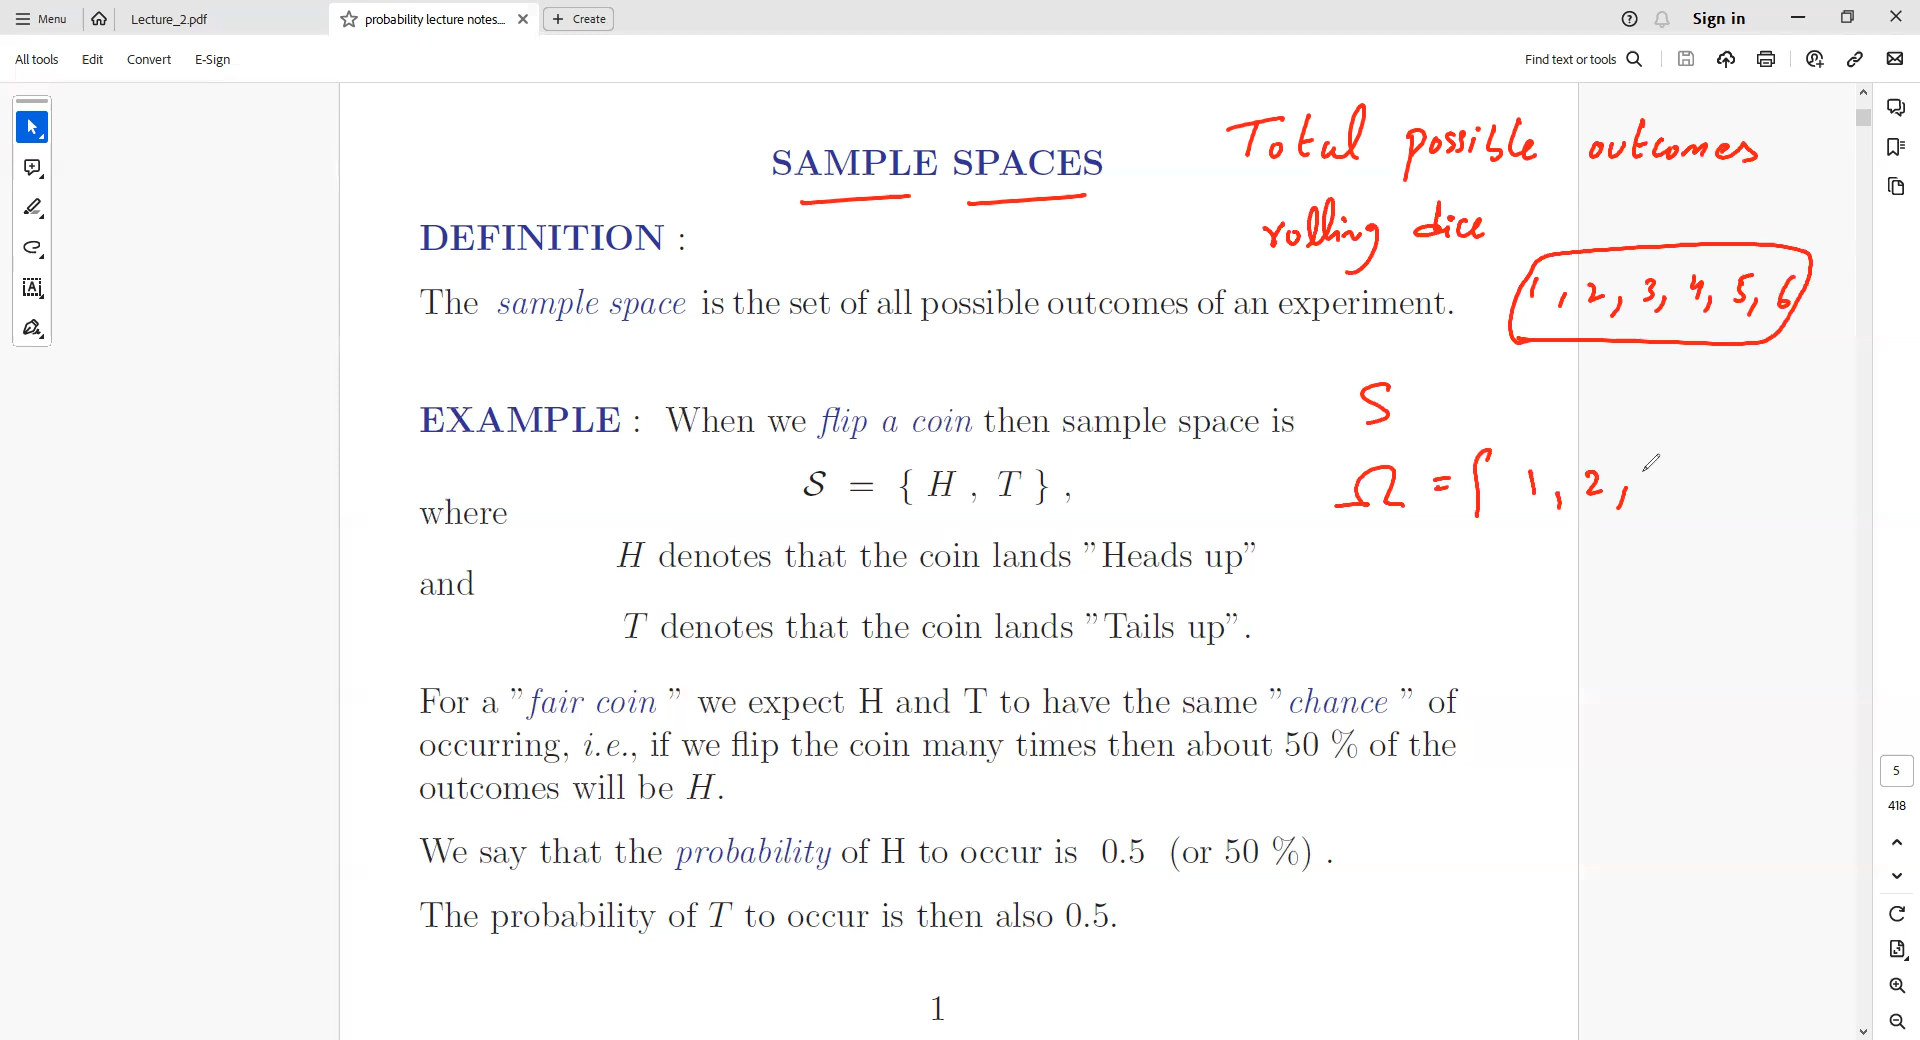 Menu Lecture_2.pdf probability lecture notes... Create Sign in
All tools Edit Convert E-Sign Find text or tools
Total possible outcomes
SAMPLE SPACES
rolling dice
DEFINITION :
The sample space is the set of all possible outcomes of an experiment.
1, 2, 3, 4, 5, 6
S
EXAMPLE : When we flip a coin then sample space is
S = { H , T } ,
Ω = { 1, 2,
where
H denotes that the coin lands ”Heads up”
and
T denotes that the coin lands ”Tails up”.
For a ”fair coin ” we expect H and T to have the same ”chance ” of
occurring, i.e., if we flip the coin many times then about 50 % of the
outcomes will be H.
5
418
We say that the probability of H to occur is 0.5 (or 50 %) .
The probability of T to occur is then also 0.5.
1